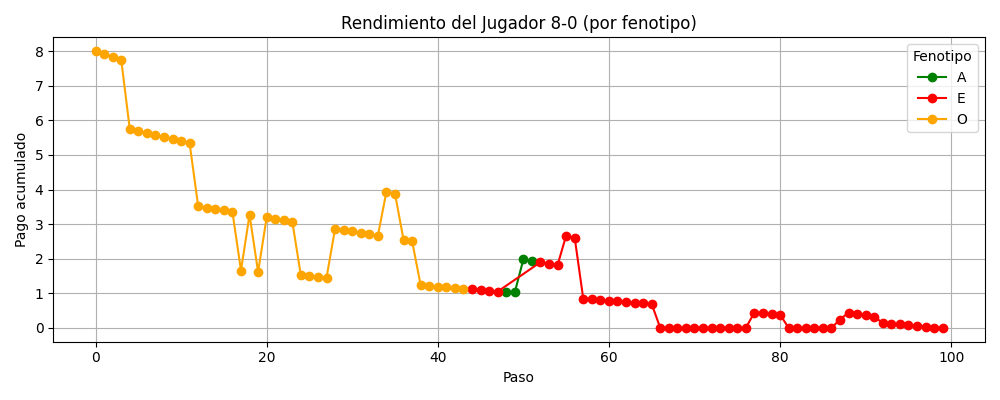 Rendimiento del Jugador 8-0 (por fenotipo)
Pago acumulado
8
7
6
5
4
3
2
1
0
Fenotipo
A
E
O
0 20 40 60 80 100
Paso